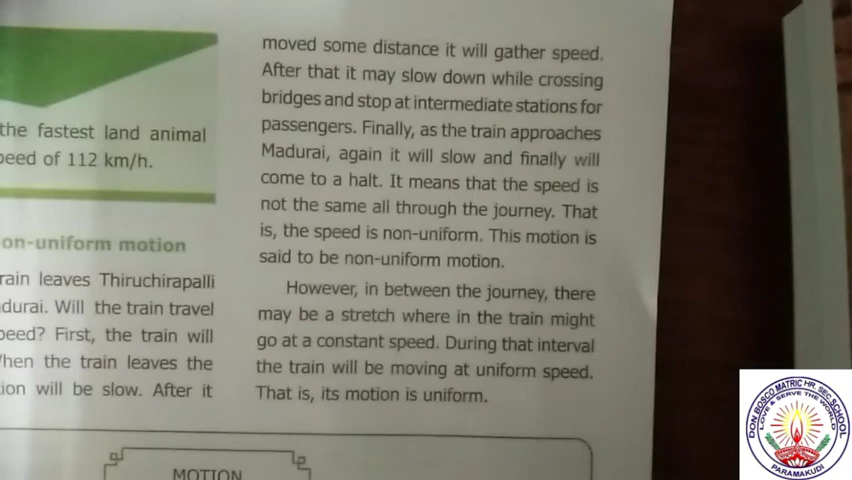 the fastest land animal
peed of 112 km/h.
on-uniform motion
rain leaves Thiruchirapalli
durai. Will the train travel
peed? First, the train will
hen the train leaves the
ion will be slow. After it
moved some distance it will gather speed.
After that it may slow down while crossing
bridges and stop at intermediate stations for
passengers. Finally, as the train approaches
Madurai, again it will slow and finally will
come to a halt. It means that the speed is
not the same all through the journey. That
is, the speed is non-uniform. This motion is
said to be non-uniform motion.
However, in between the journey, there
may be a stretch where in the train might
go at a constant speed. During that interval
the train will be moving at uniform speed.
That is, its motion is uniform.
MOTION
DON BOSCO MATRIC HR. SEC. SCHOOL
LOVE & SERVE THE WORLD
PARAMAKUDI